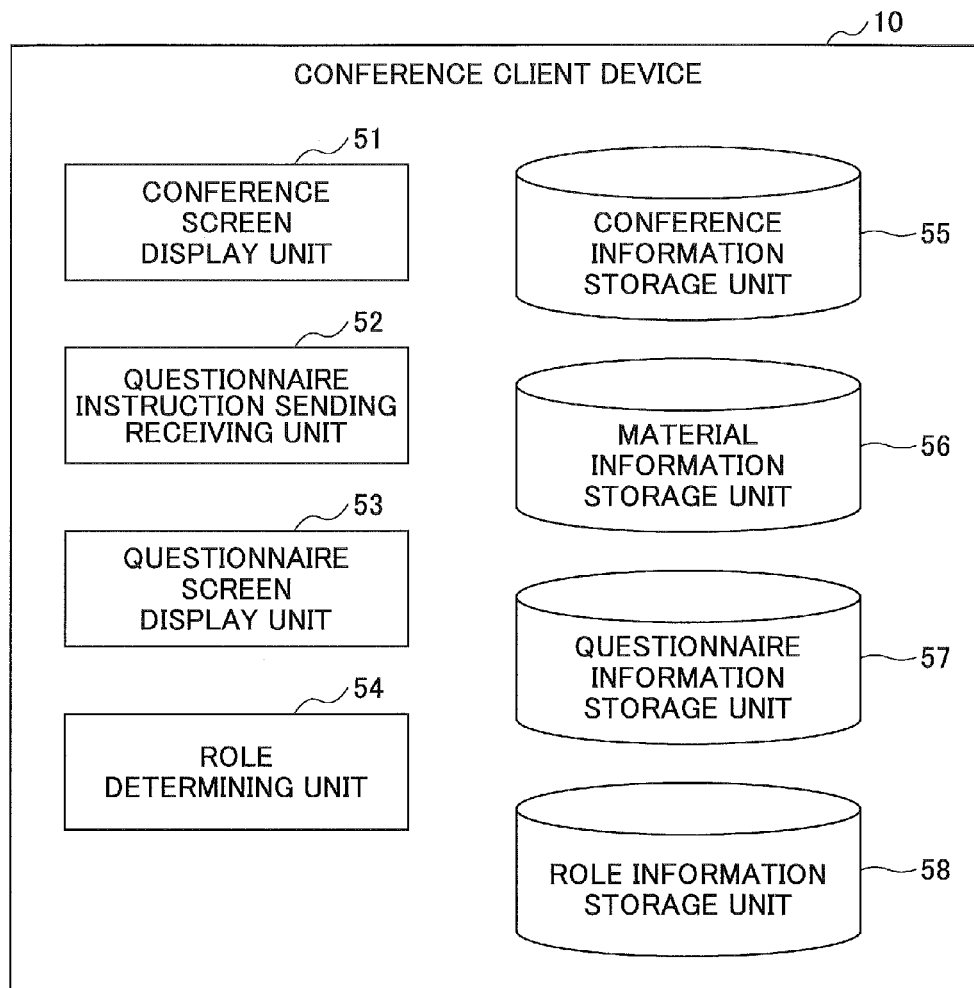 10
CONFERENCE CLIENT DEVICE
51
CONFERENCE
SCREEN
DISPLAY UNIT
52
QUESTIONNAIRE
INSTRUCTION SENDING
RECEIVING UNIT
53
QUESTIONNAIRE
SCREEN
DISPLAY UNIT
54
ROLE
DETERMINING UNIT
CONFERENCE
INFORMATION
STORAGE UNIT
55
MATERIAL
INFORMATION
STORAGE UNIT
56
QUESTIONNAIRE
INFORMATION
STORAGE UNIT
57
ROLE INFORMATION
STORAGE UNIT
58